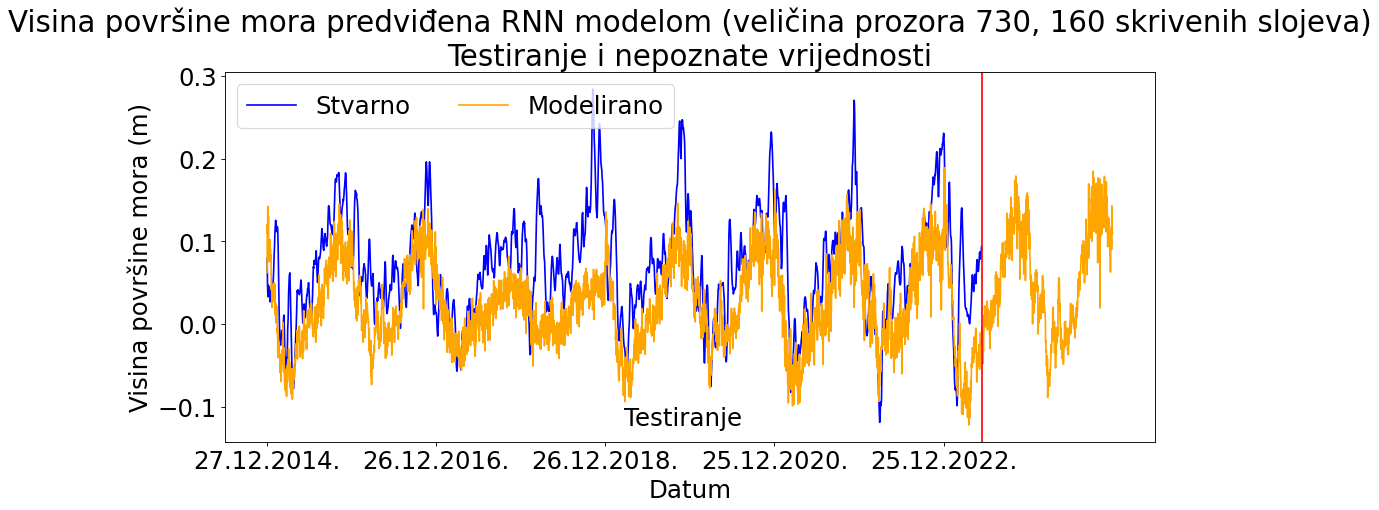 Visina površine mora predviđena RNN modelom (veličina prozora 730, 160 skrivenih slojeva)
Testiranje i nepoznate vrijednosti
Stvarno
Modelirano
Visina površine mora (m)
0.3
0.2
0.1
0.0
−0.1
Testiranje
27.12.2014.
26.12.2016.
26.12.2018.
25.12.2020.
25.12.2022.
Datum